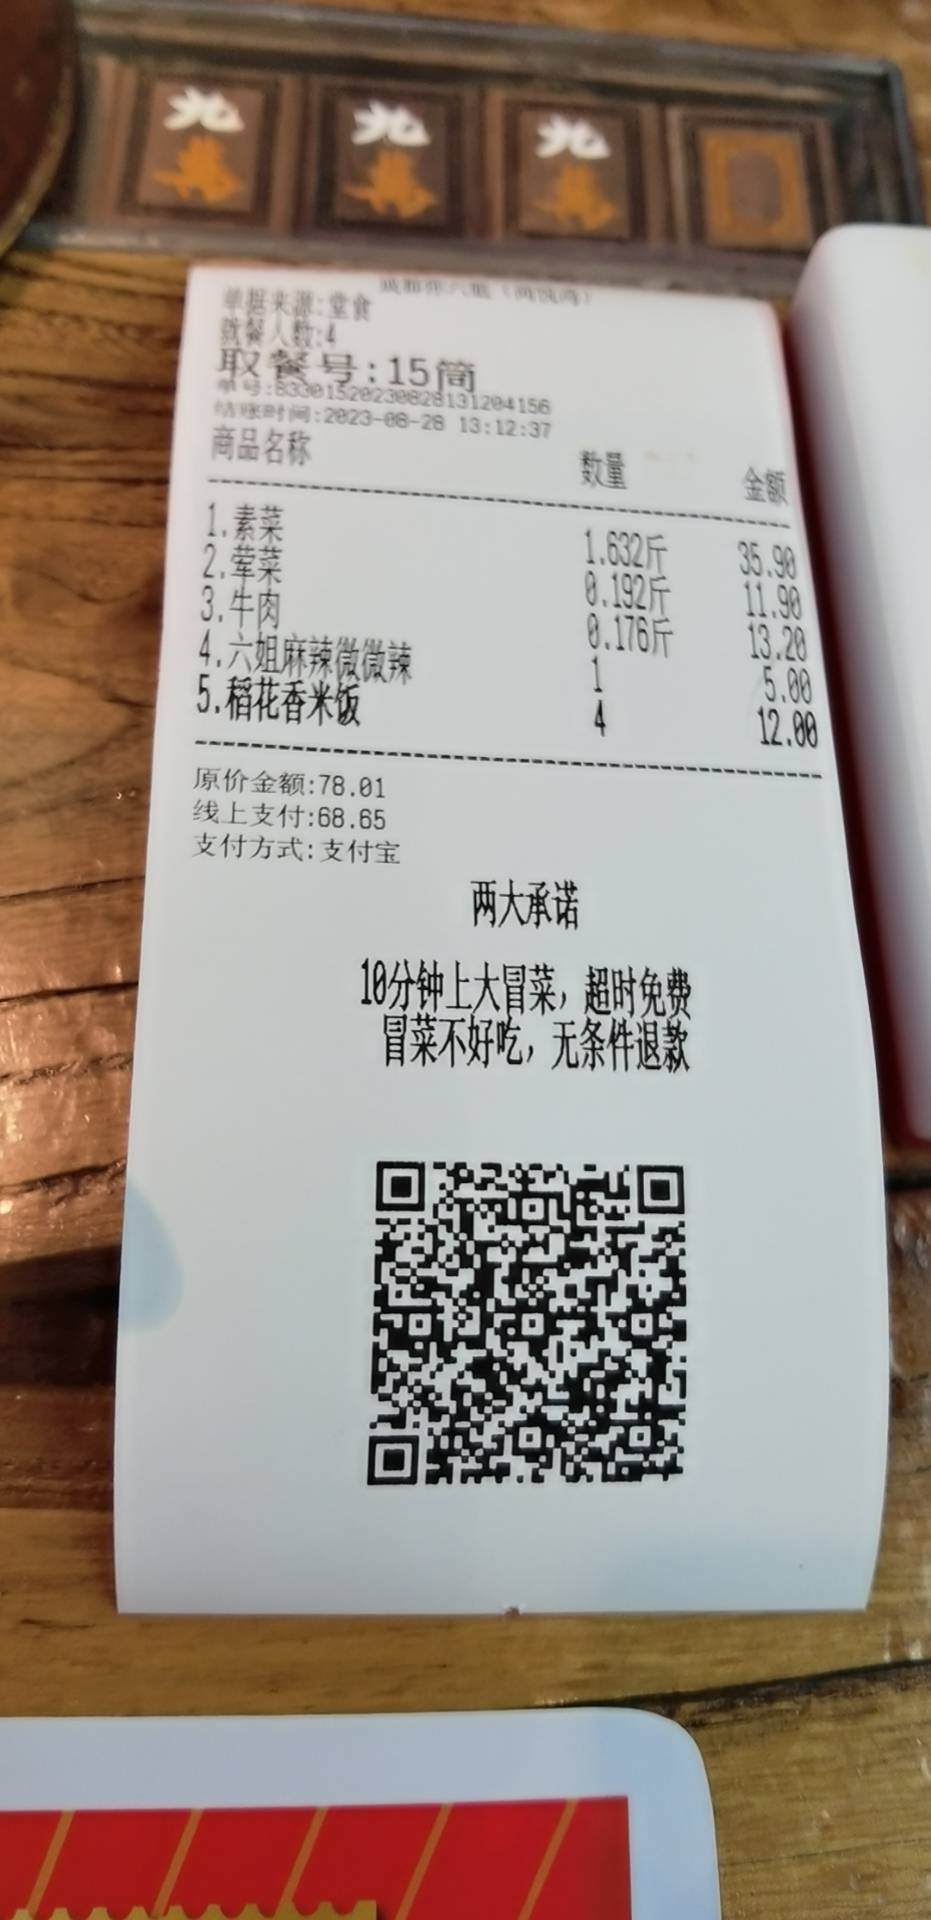 北 北 北
单据来源:堂食
就餐人数:4
取餐号:15筒
单号:83301520230828131204156
结账时间:2023-08-28 13:12:37
商品名称 数量 金额
1.素菜 1.632斤 35.90
2.荤菜 0.192斤 11.90
3.牛肉 0.176斤 13.20
4.六姐麻辣微微辣 1 5.00
5.稻花香米饭 4 12.00
原价金额:78.01
线上支付:68.65
支付方式:支付宝
两大承诺
10分钟上大冒菜，超时免费
冒菜不好吃，无条件退款